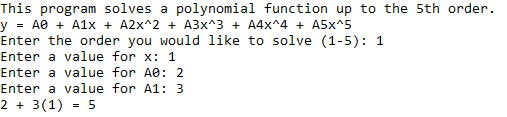 This program solves a polynomial function up to the 5th order.
y = A0 + A1x + A2x^2 + A3x^3 + A4x^4 + A5x^5
Enter the order you would like to solve (1-5): 1
Enter a value for x: 1
Enter a value for A0: 2
Enter a value for A1: 3
2 + 3(1) = 5